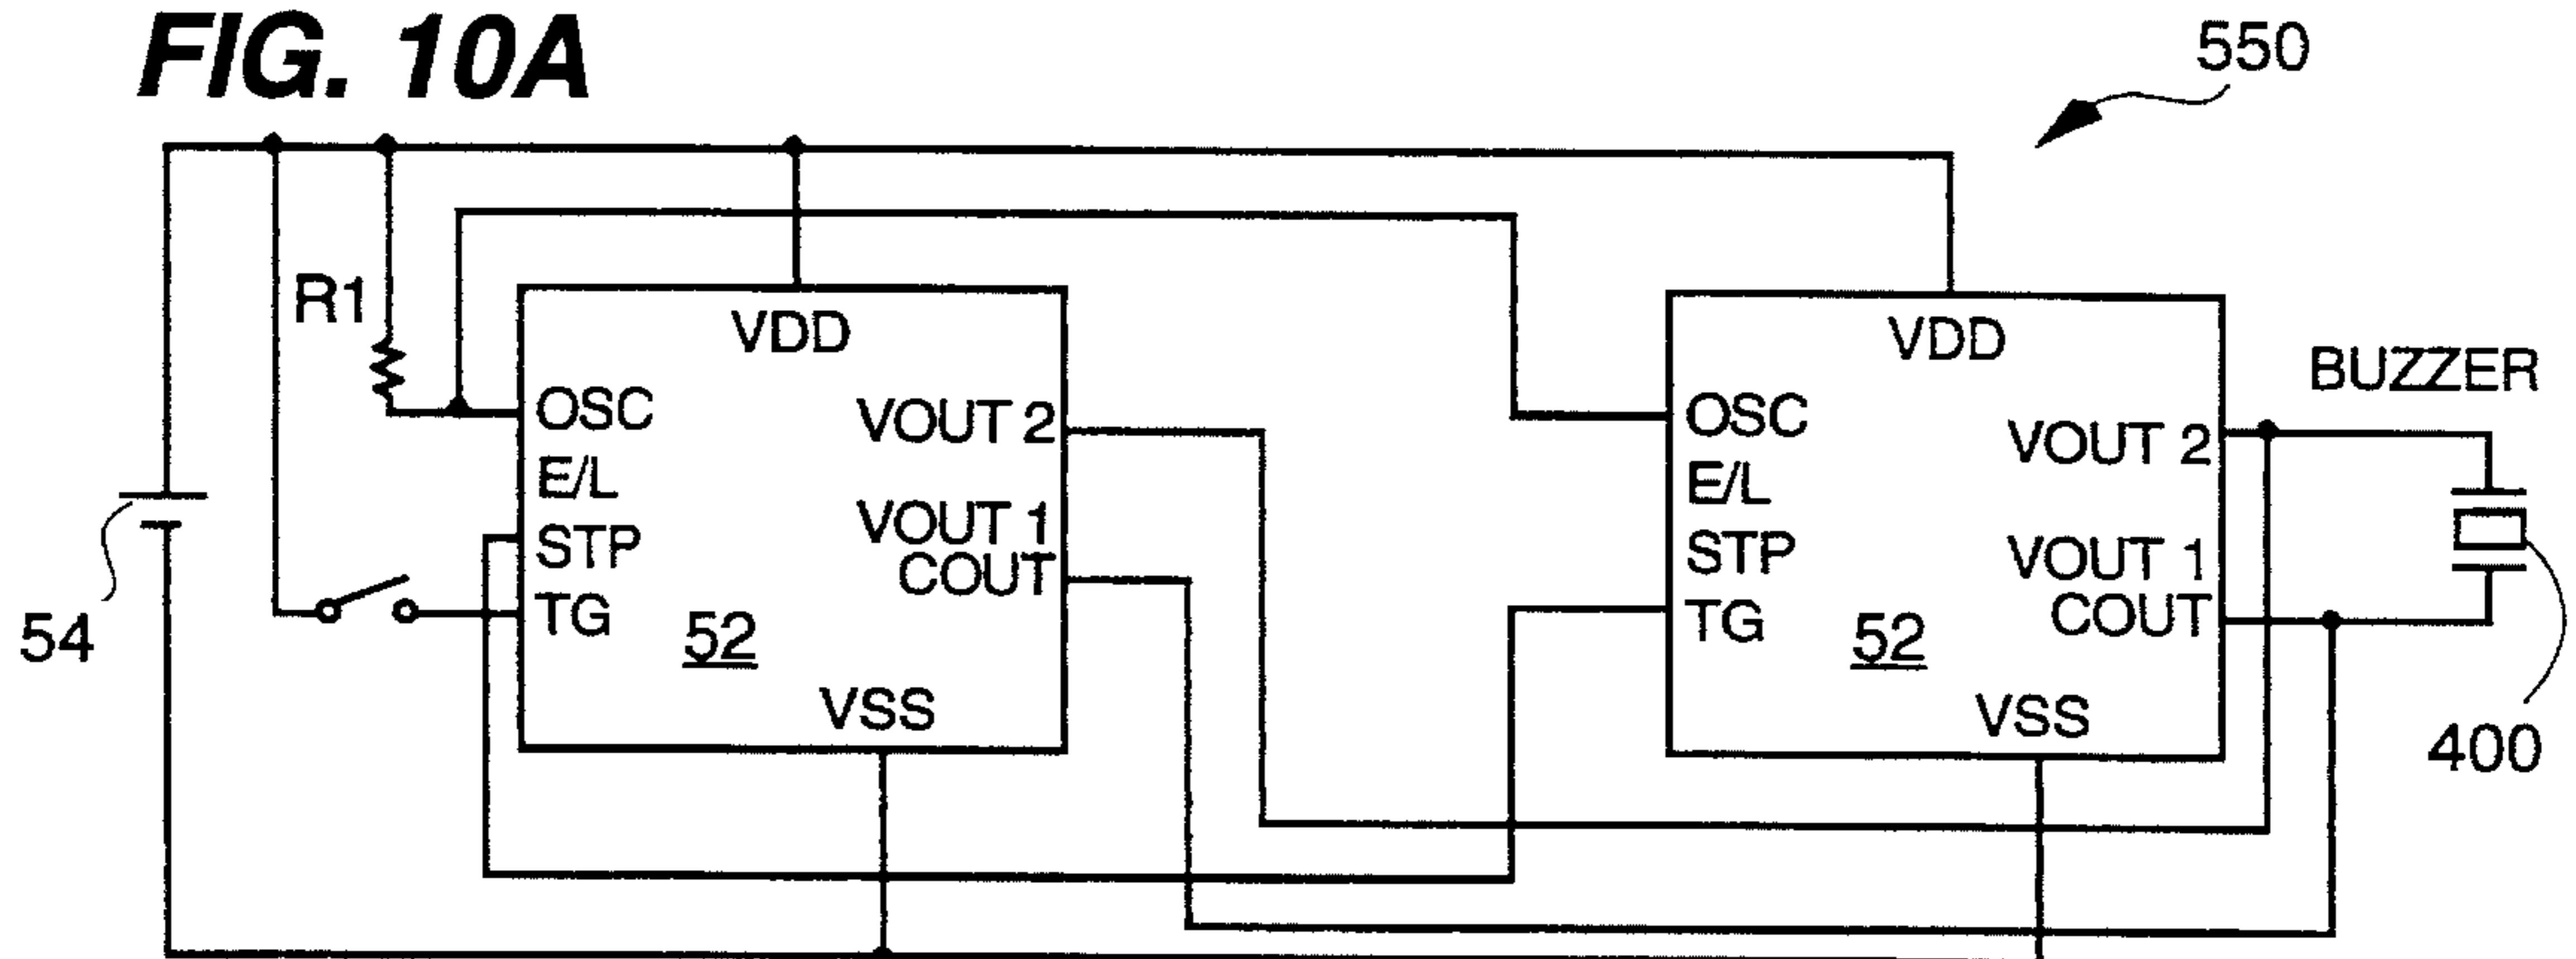 FIG. 10A
550
R1
VDD
OSC
E/L
STP
TG
VOUT 2
VOUT 1
COUT
52
VSS
54
VDD
OSC
E/L
STP
TG
VOUT 2
VOUT 1
COUT
52
VSS
BUZZER
400